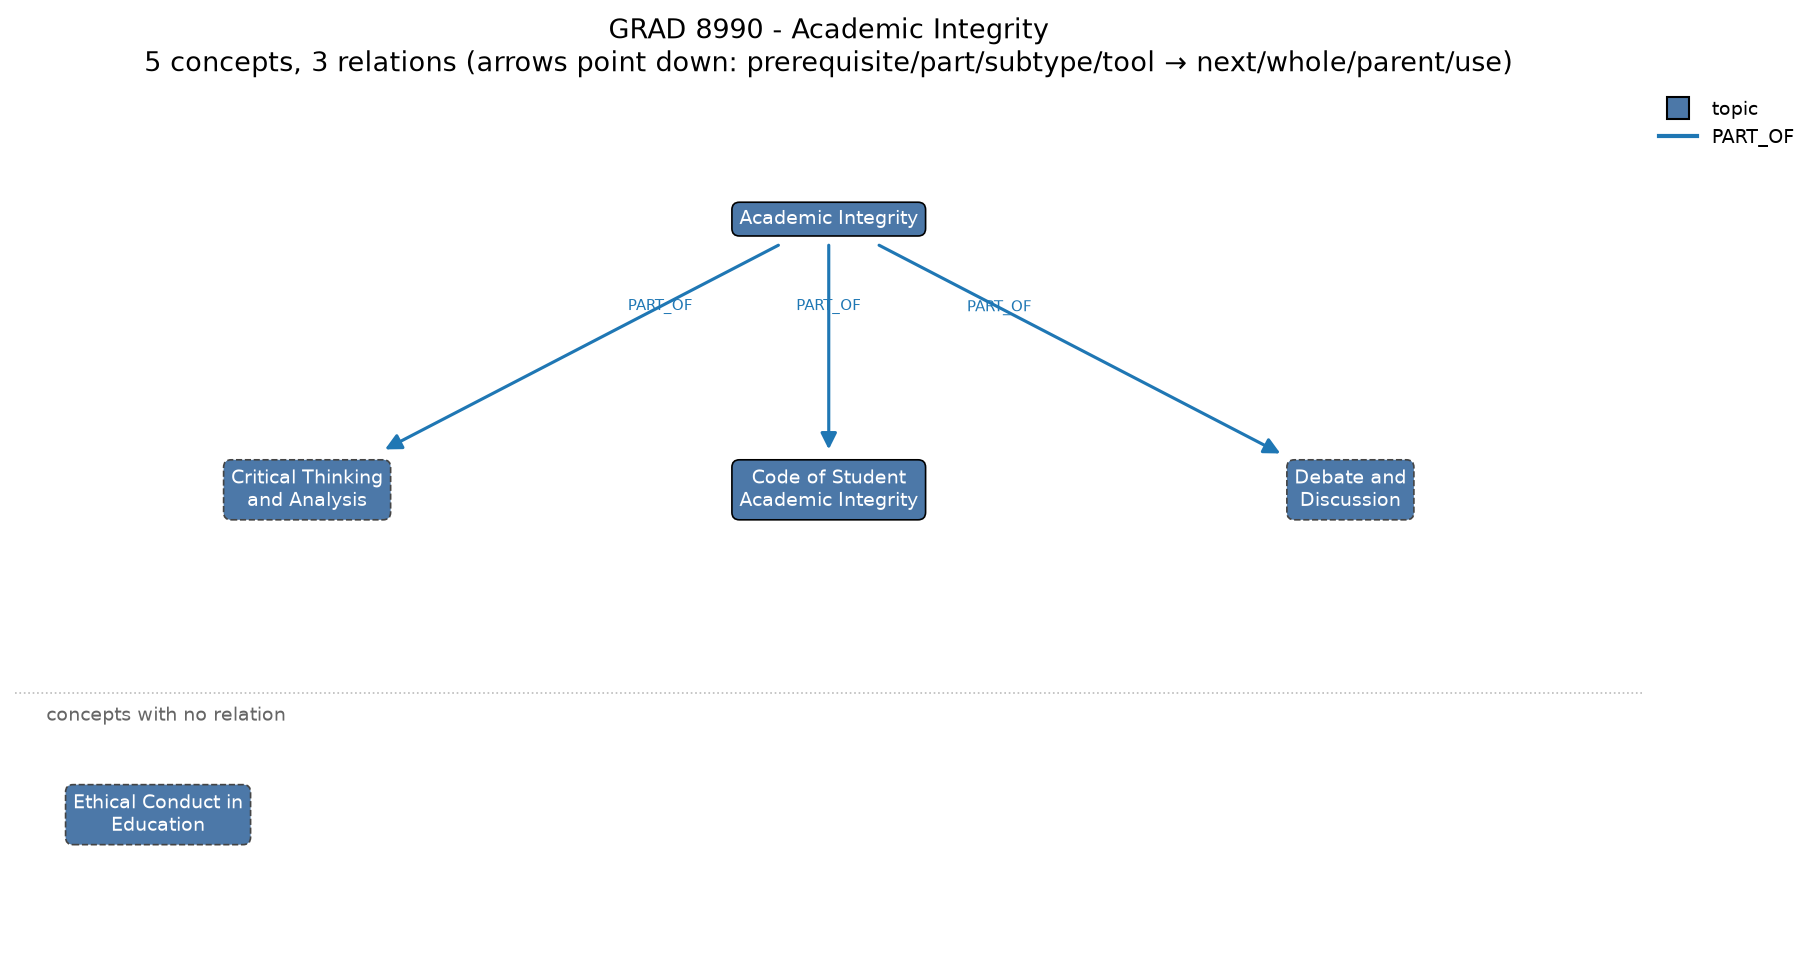 GRAD 8990 - Academic Integrity
5 concepts, 3 relations (arrows point down: prerequisite/part/subtype/tool → next/whole/parent/use)
topic
PART_OF
Academic Integrity
PART_OF
PART_OF
PART_OF
Critical Thinking
and Analysis
Code of Student
Academic Integrity
Debate and
Discussion
concepts with no relation
Ethical Conduct in
Education